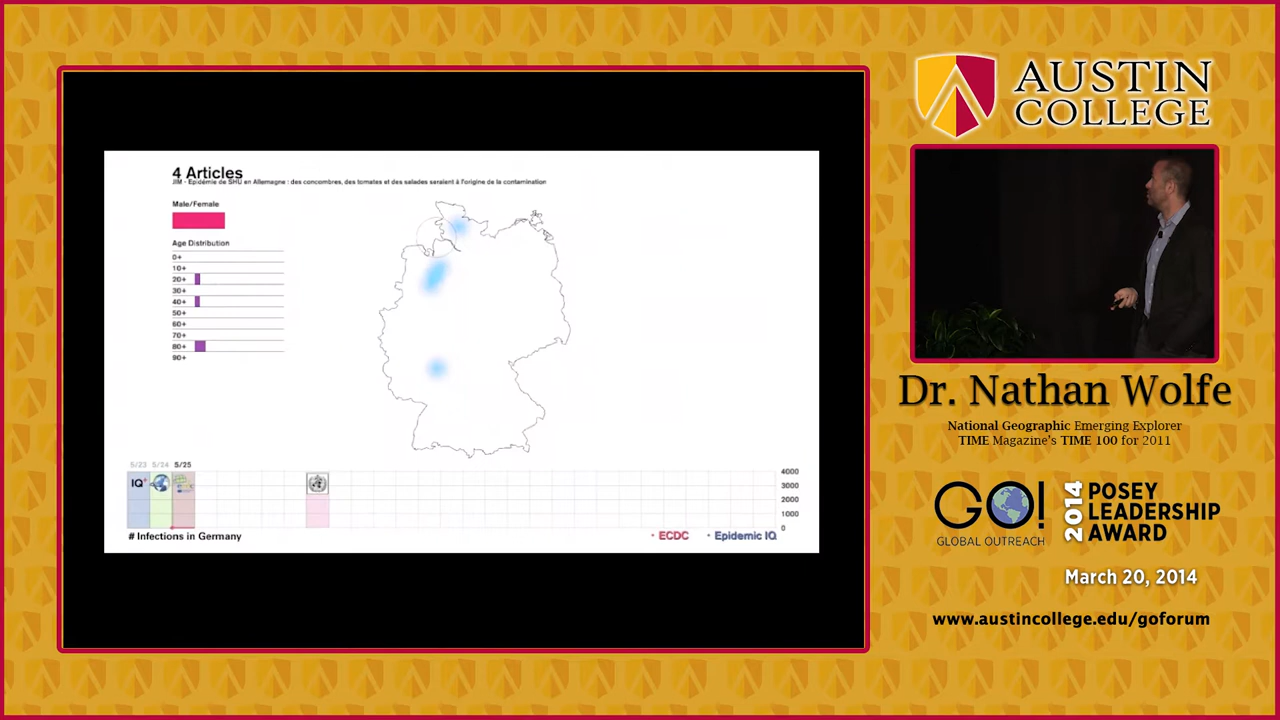 4 Articles
JIM - Epidémie de SHU en Allemagne : des concombres, des tomates et des salades seraient à l'origine de la contamination
Male/Female
Age Distribution
0+
10+
20+
30+
40+
50+
60+
70+
80+
90+
5/23 5/24 5/25
IQ+
4000
3000
2000
1000
0
# Infections in Germany
• ECDC • Epidemic IQ
AUSTIN
COLLEGE
Dr. Nathan Wolfe
National Geographic Emerging Explorer
TIME Magazine's TIME 100 for 2011
GO!
GLOBAL OUTREACH
2014
POSEY
LEADERSHIP
AWARD
March 20, 2014
www.austincollege.edu/goforum